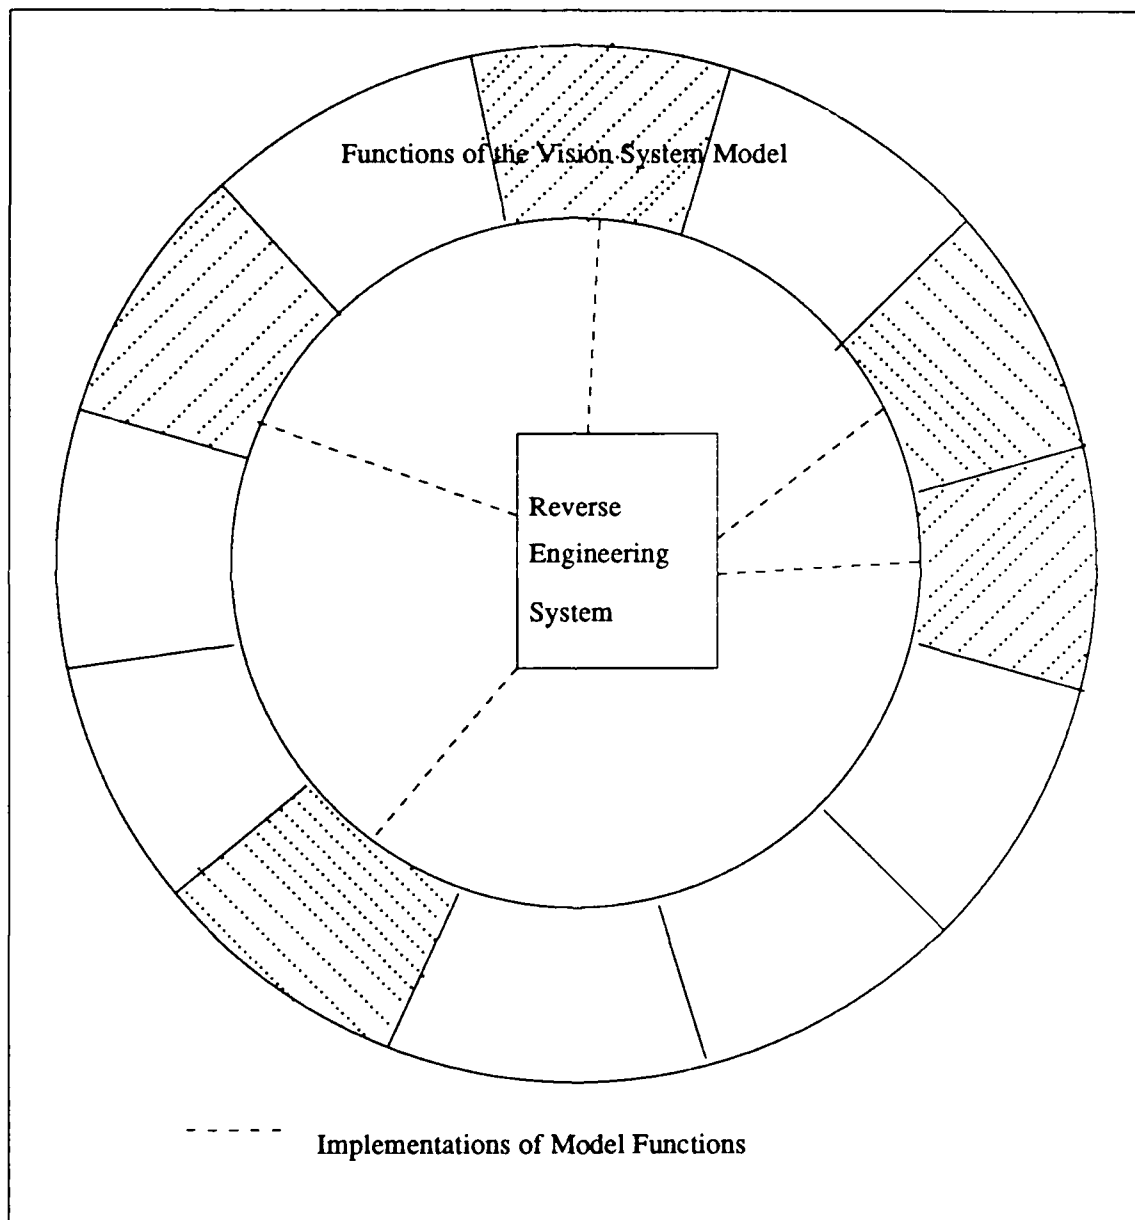 Functions of the Vision System Model
Reverse
Engineering
System
Implementations of Model Functions